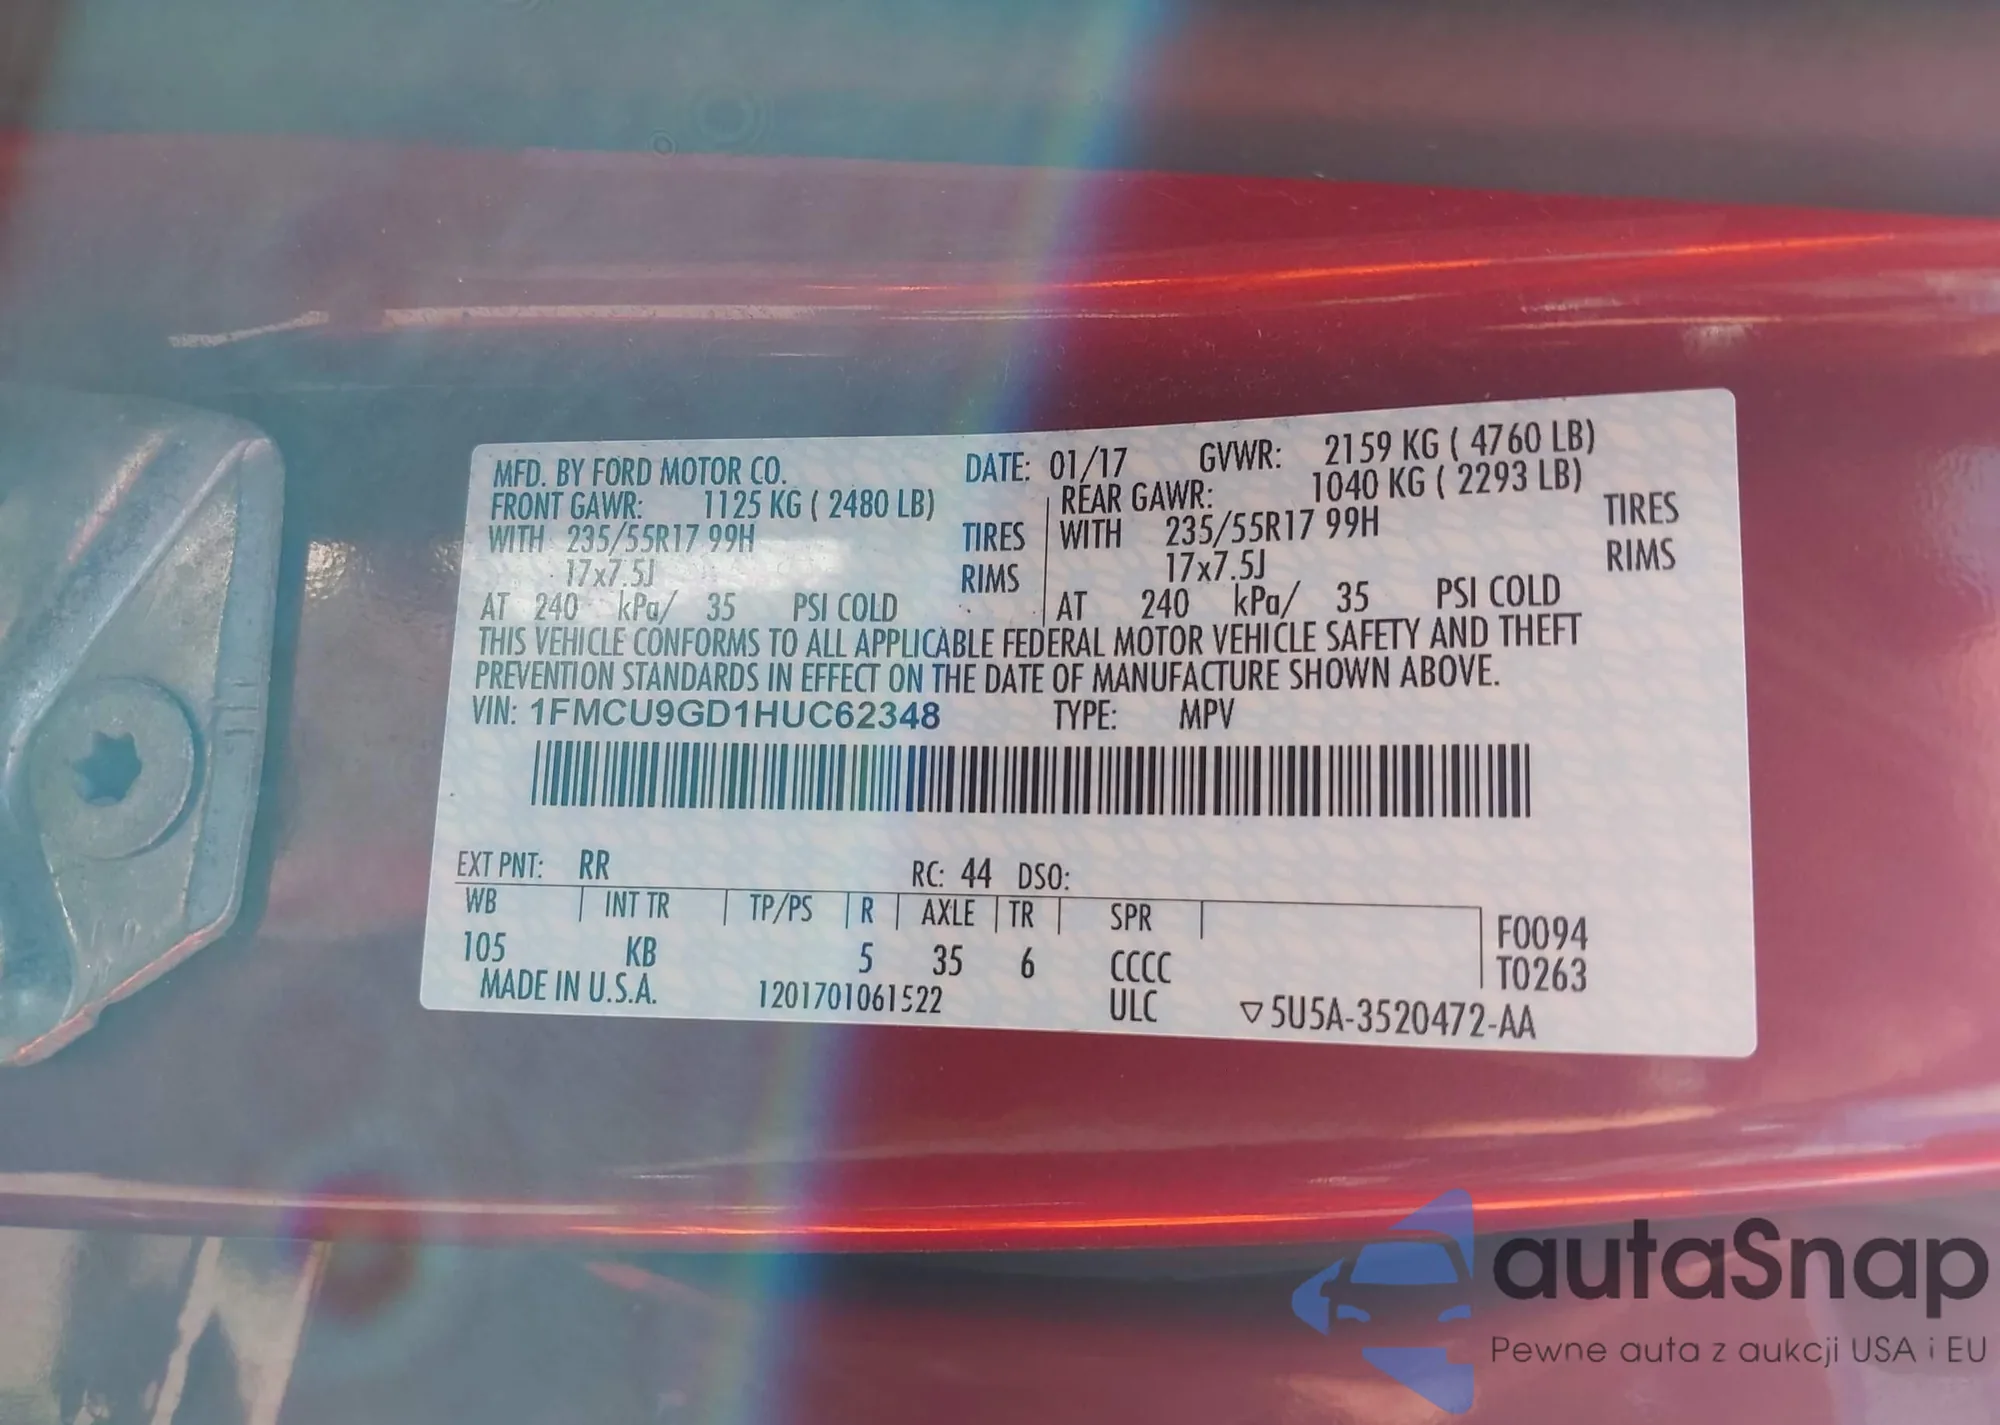 MFD. BY FORD MOTOR CO. DATE: 01/17 GVWR: 2159 KG ( 4760 LB)
FRONT GAWR: 1125 KG ( 2480 LB) REAR GAWR: 1040 KG ( 2293 LB)
WITH 235/55R17 99H TIRES WITH 235/55R17 99H TIRES
17x7.5J RIMS 17x7.5J RIMS
AT 240 kPa/ 35 PSI COLD AT 240 kPa/ 35 PSI COLD
THIS VEHICLE CONFORMS TO ALL APPLICABLE FEDERAL MOTOR VEHICLE SAFETY AND THEFT
PREVENTION STANDARDS IN EFFECT ON THE DATE OF MANUFACTURE SHOWN ABOVE.
VIN: 1FMCU9GD1HUC62348 TYPE: MPV
EXT PNT: RR RC: 44 DSO:
WB INT TR TP/PS R AXLE TR SPR F0094
105 KB 5 35 6 CCCC T0263
MADE IN U.S.A. 1201701061522 ULC ▽5U5A-3520472-AA
autaSnap
Pewne auta z aukcji USA i EU